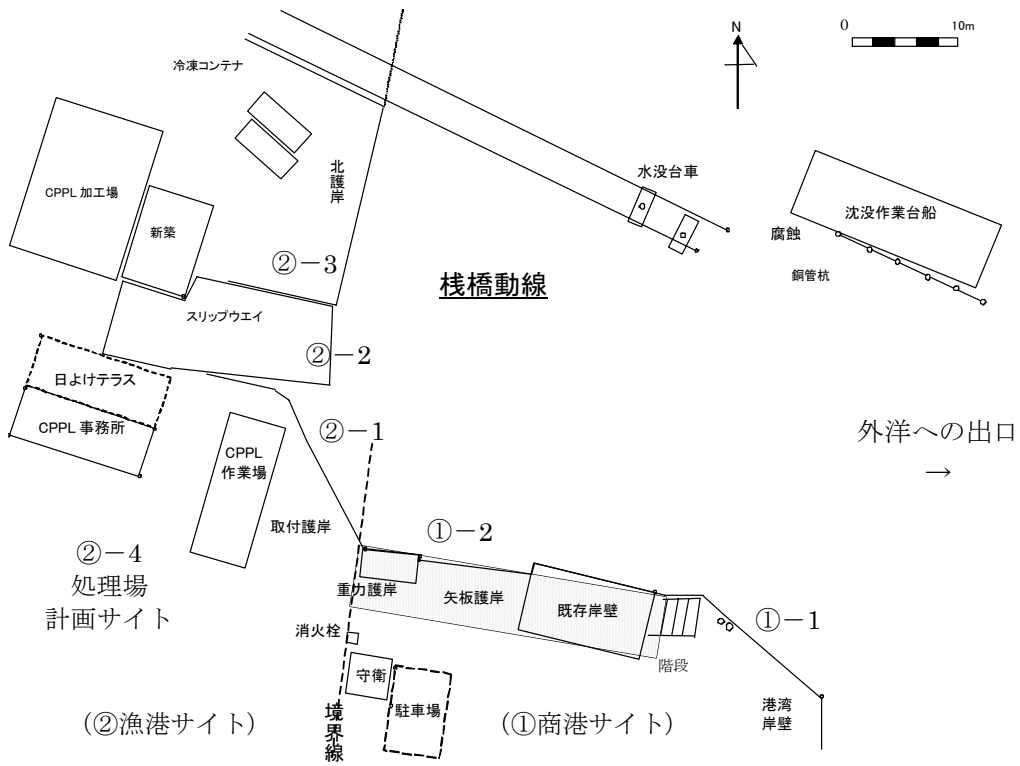 N
0 10m
冷凍コンテナ
北護岸
CPPL 加工場
新築
水没台車
沈没作業台船
腐蝕
鋼管杭
②−3
桟橋動線
スリップウエイ
②−2
日よけテラス
CPPL 事務所
②−1
CPPL
作業場
外洋への出口
→
取付護岸
①−2
②−4
処理場
計画サイト
重力護岸
矢板護岸
既存岸壁
①−1
消火栓
階段
守衛
駐車場
港湾
岸壁
境界線
(②漁港サイト)
(①商港サイト)